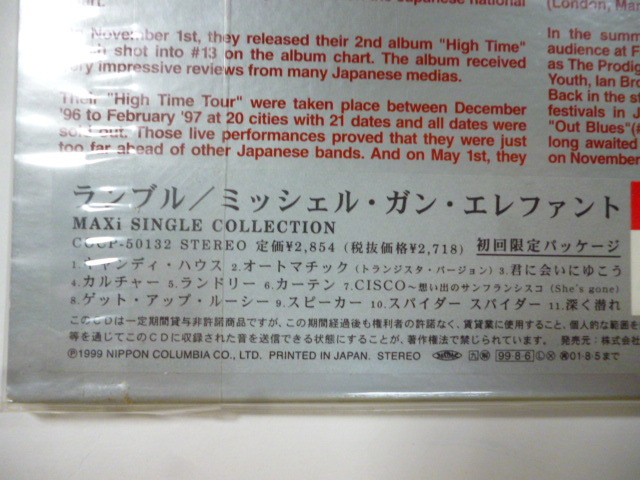 the Japanese national
November 1st, they released their 2nd album "High Time"
shot into #13 on the album chart. The album received
very impressive reviews from many Japanese medias.
Their "High Time Tour" were taken place between December
'96 to February '97 at 20 cities with 21 dates and all dates were
sold out. Those live performances proved that they were just
too far ahead of other Japanese bands. And on May 1st, they
(London, Man
In the summ
audience at F
as The Prodig
Youth, Ian Bro
Back in the st
festivals in J
"Out Blues"
long awaited
on November
ランブル／ミッシェル・ガン・エレファント
MAXi SINGLE COLLECTION
COCP-50132 STEREO 定価¥2,854 (税抜価格¥2,718) 初回限定パッケージ
1.キャンディ・ハウス 2.オートマチック (トランジスタ・バージョン) 3.君に会いにゆこう
4.カルチャー 5.ランドリー 6.カーテン 7.CISCO〜想い出のサンフランシスコ (She's gone)
8.ゲット・アップ・ルーシー 9.スピーカー 10.スパイダー スパイダー 11.深く潜れ
このCDは一定期間貸与非許諾商品ですが、この期間経過後も権利者の許諾なく、賃貸業に使用すること、個人的な範囲を
等を通じてこのCDに収録された音を送信できる状態にすることが、著作権法で禁じられています。 発売元：株式会社
Ⓟ1999 NIPPON COLUMBIA CO., LTD. PRINTED IN JAPAN. STEREO 99・8・6 Ⓛ Ⓧ 01・8・5まで